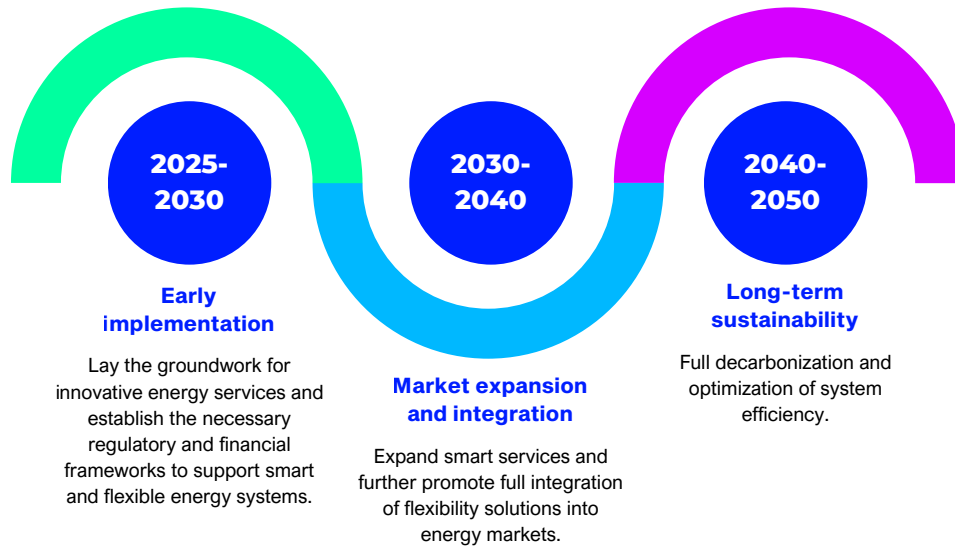 2025-
2030
Early
implementation
Lay the groundwork for
innovative energy services and
establish the necessary
regulatory and financial
frameworks to support smart
and flexible energy systems.
2030-
2040
Market expansion
and integration
Expand smart services and
further promote full integration
of flexibility solutions into
energy markets.
2040-
2050
Long-term
sustainability
Full decarbonization and
optimization of system
efficiency.